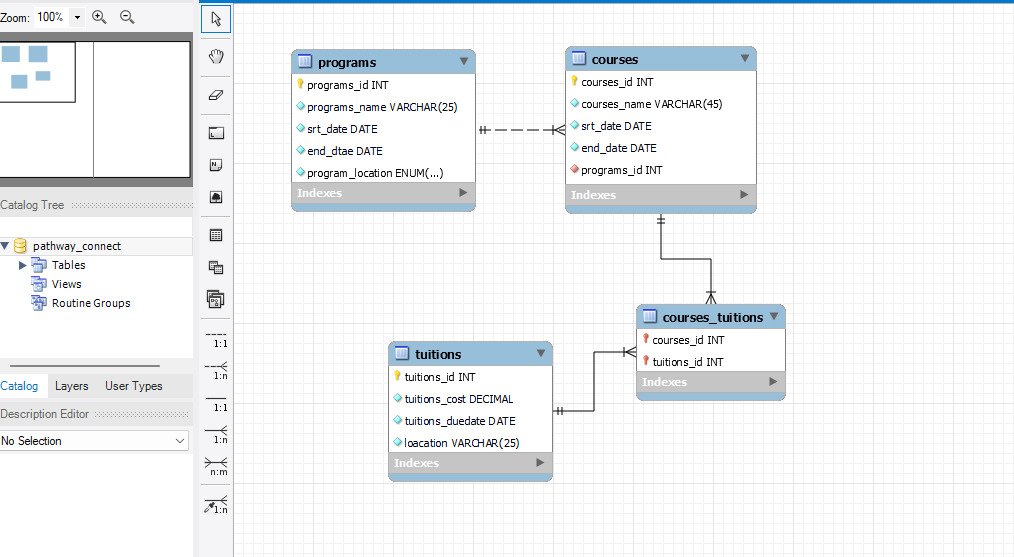 Zoom: 100%
programs
programs_id INT
programs_name VARCHAR(25)
srt_date DATE
end_dtae DATE
program_location ENUM(...)
Indexes
courses
courses_id INT
courses_name VARCHAR(45)
srt_date DATE
end_date DATE
programs_id INT
Indexes
Catalog Tree
pathway_connect
Tables
Views
Routine Groups
courses_tuitions
courses_id INT
tuitions_id INT
Indexes
tuitions
tuitions_id INT
tuitions_cost DECIMAL
tuitions_duedate DATE
loacation VARCHAR(25)
Indexes
Catalog Layers User Types
Description Editor
No Selection
1:1
1:n
1:1
1:n
n:m
1:n